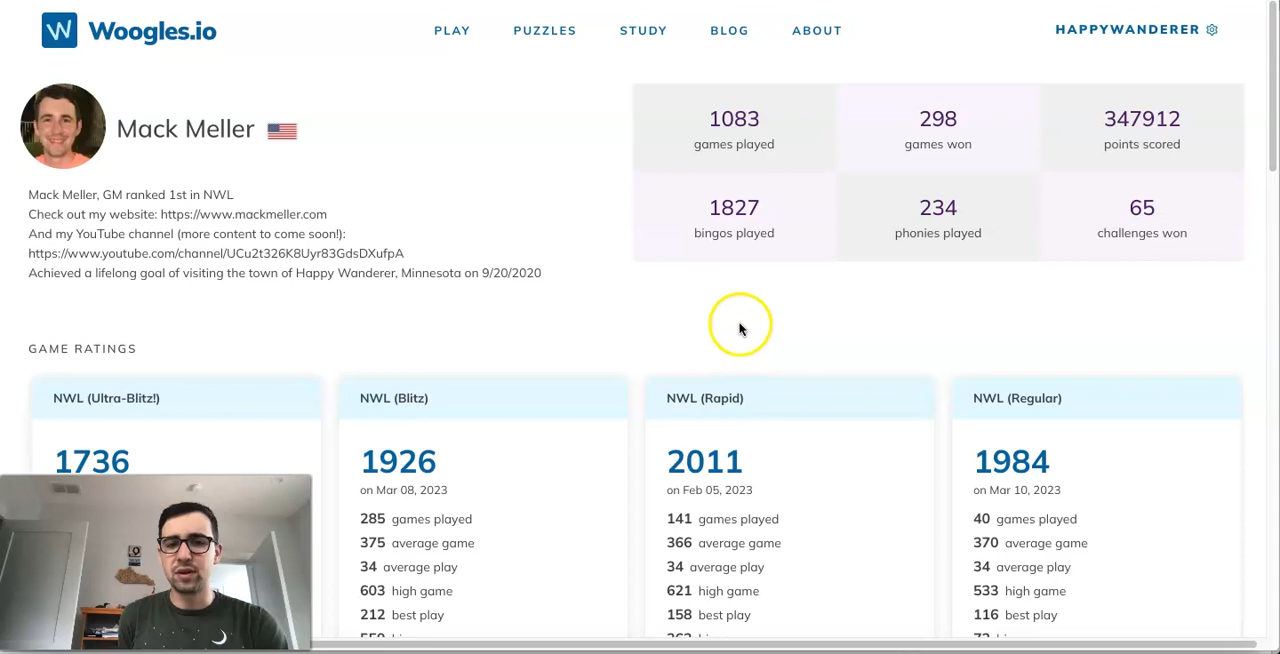 W Woogles.io
PLAY PUZZLES STUDY BLOG ABOUT
HAPPYWANDERER
Mack Meller
Mack Meller, GM ranked 1st in NWL
Check out my website: https://www.mackmeller.com
And my YouTube channel (more content to come soon!):
https://www.youtube.com/channel/UCu2t326K8Uyr83GdsDXufpA
Achieved a lifelong goal of visiting the town of Happy Wanderer, Minnesota on 9/20/2020
1083
games played
298
games won
347912
points scored
1827
bingos played
234
phonies played
65
challenges won
GAME RATINGS
NWL (Ultra-Blitz!)
1736
NWL (Blitz)
1926
on Mar 08, 2023
285 games played
375 average game
34 average play
603 high game
212 best play
NWL (Rapid)
2011
on Feb 05, 2023
141 games played
366 average game
34 average play
621 high game
158 best play
NWL (Regular)
1984
on Mar 10, 2023
40 games played
370 average game
34 average play
533 high game
116 best play